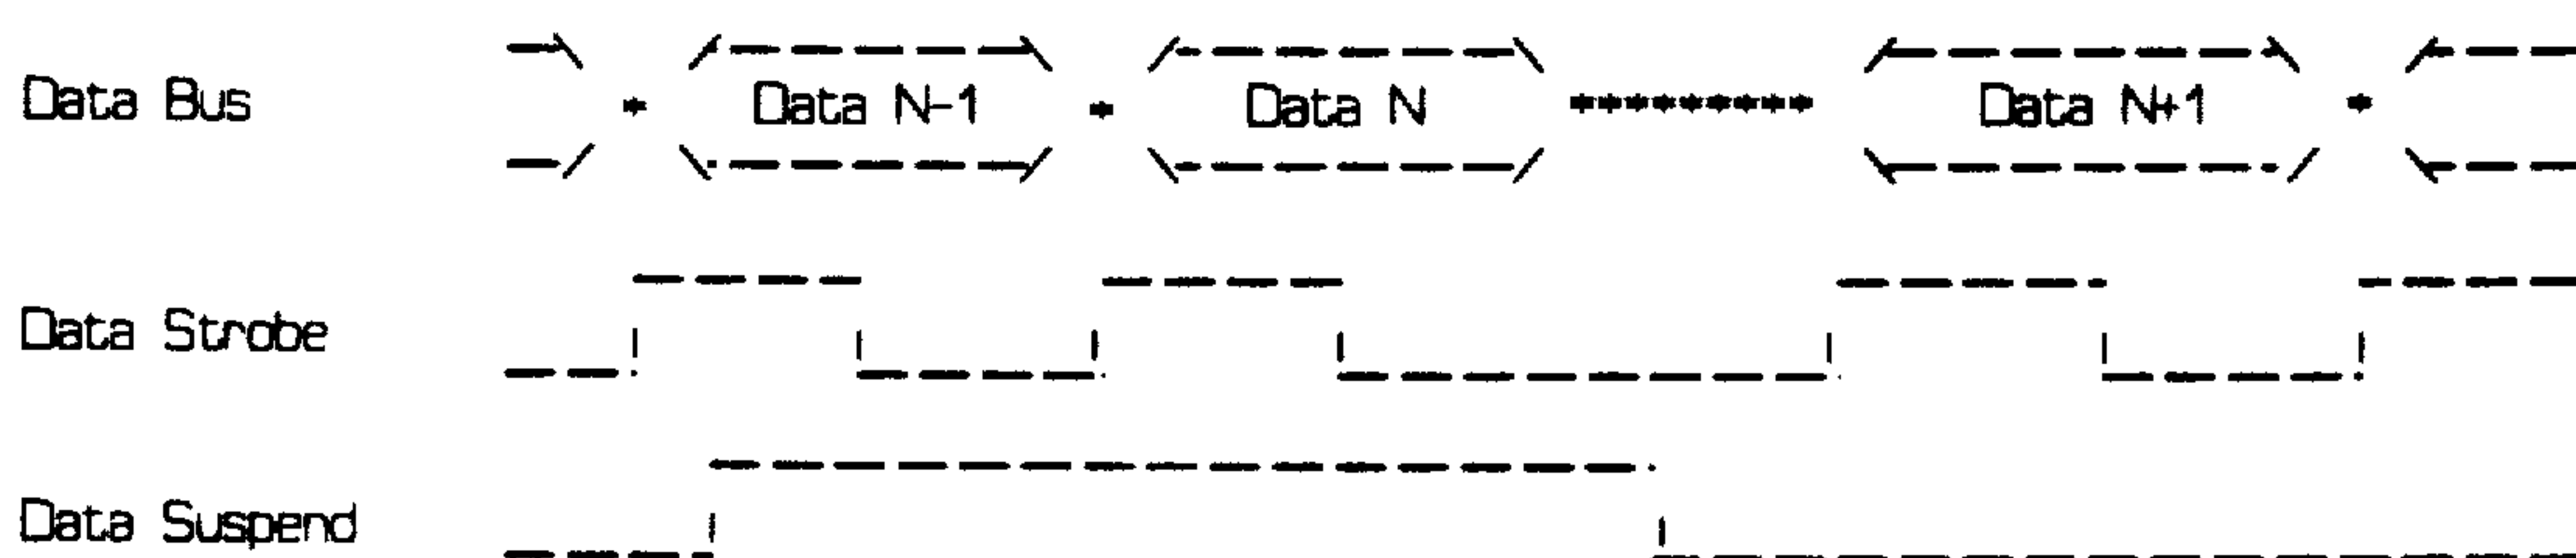 Data Bus * Data N-1 * Data N ********* Data N+1 *
Data Strobe
Data Suspend